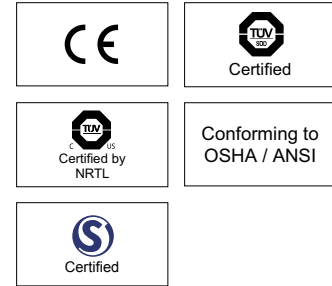 CE
TÜV
SÜD
Certified
TÜV
C US
Certified by
NRTL
Conforming to
OSHA / ANSI
S
Certified